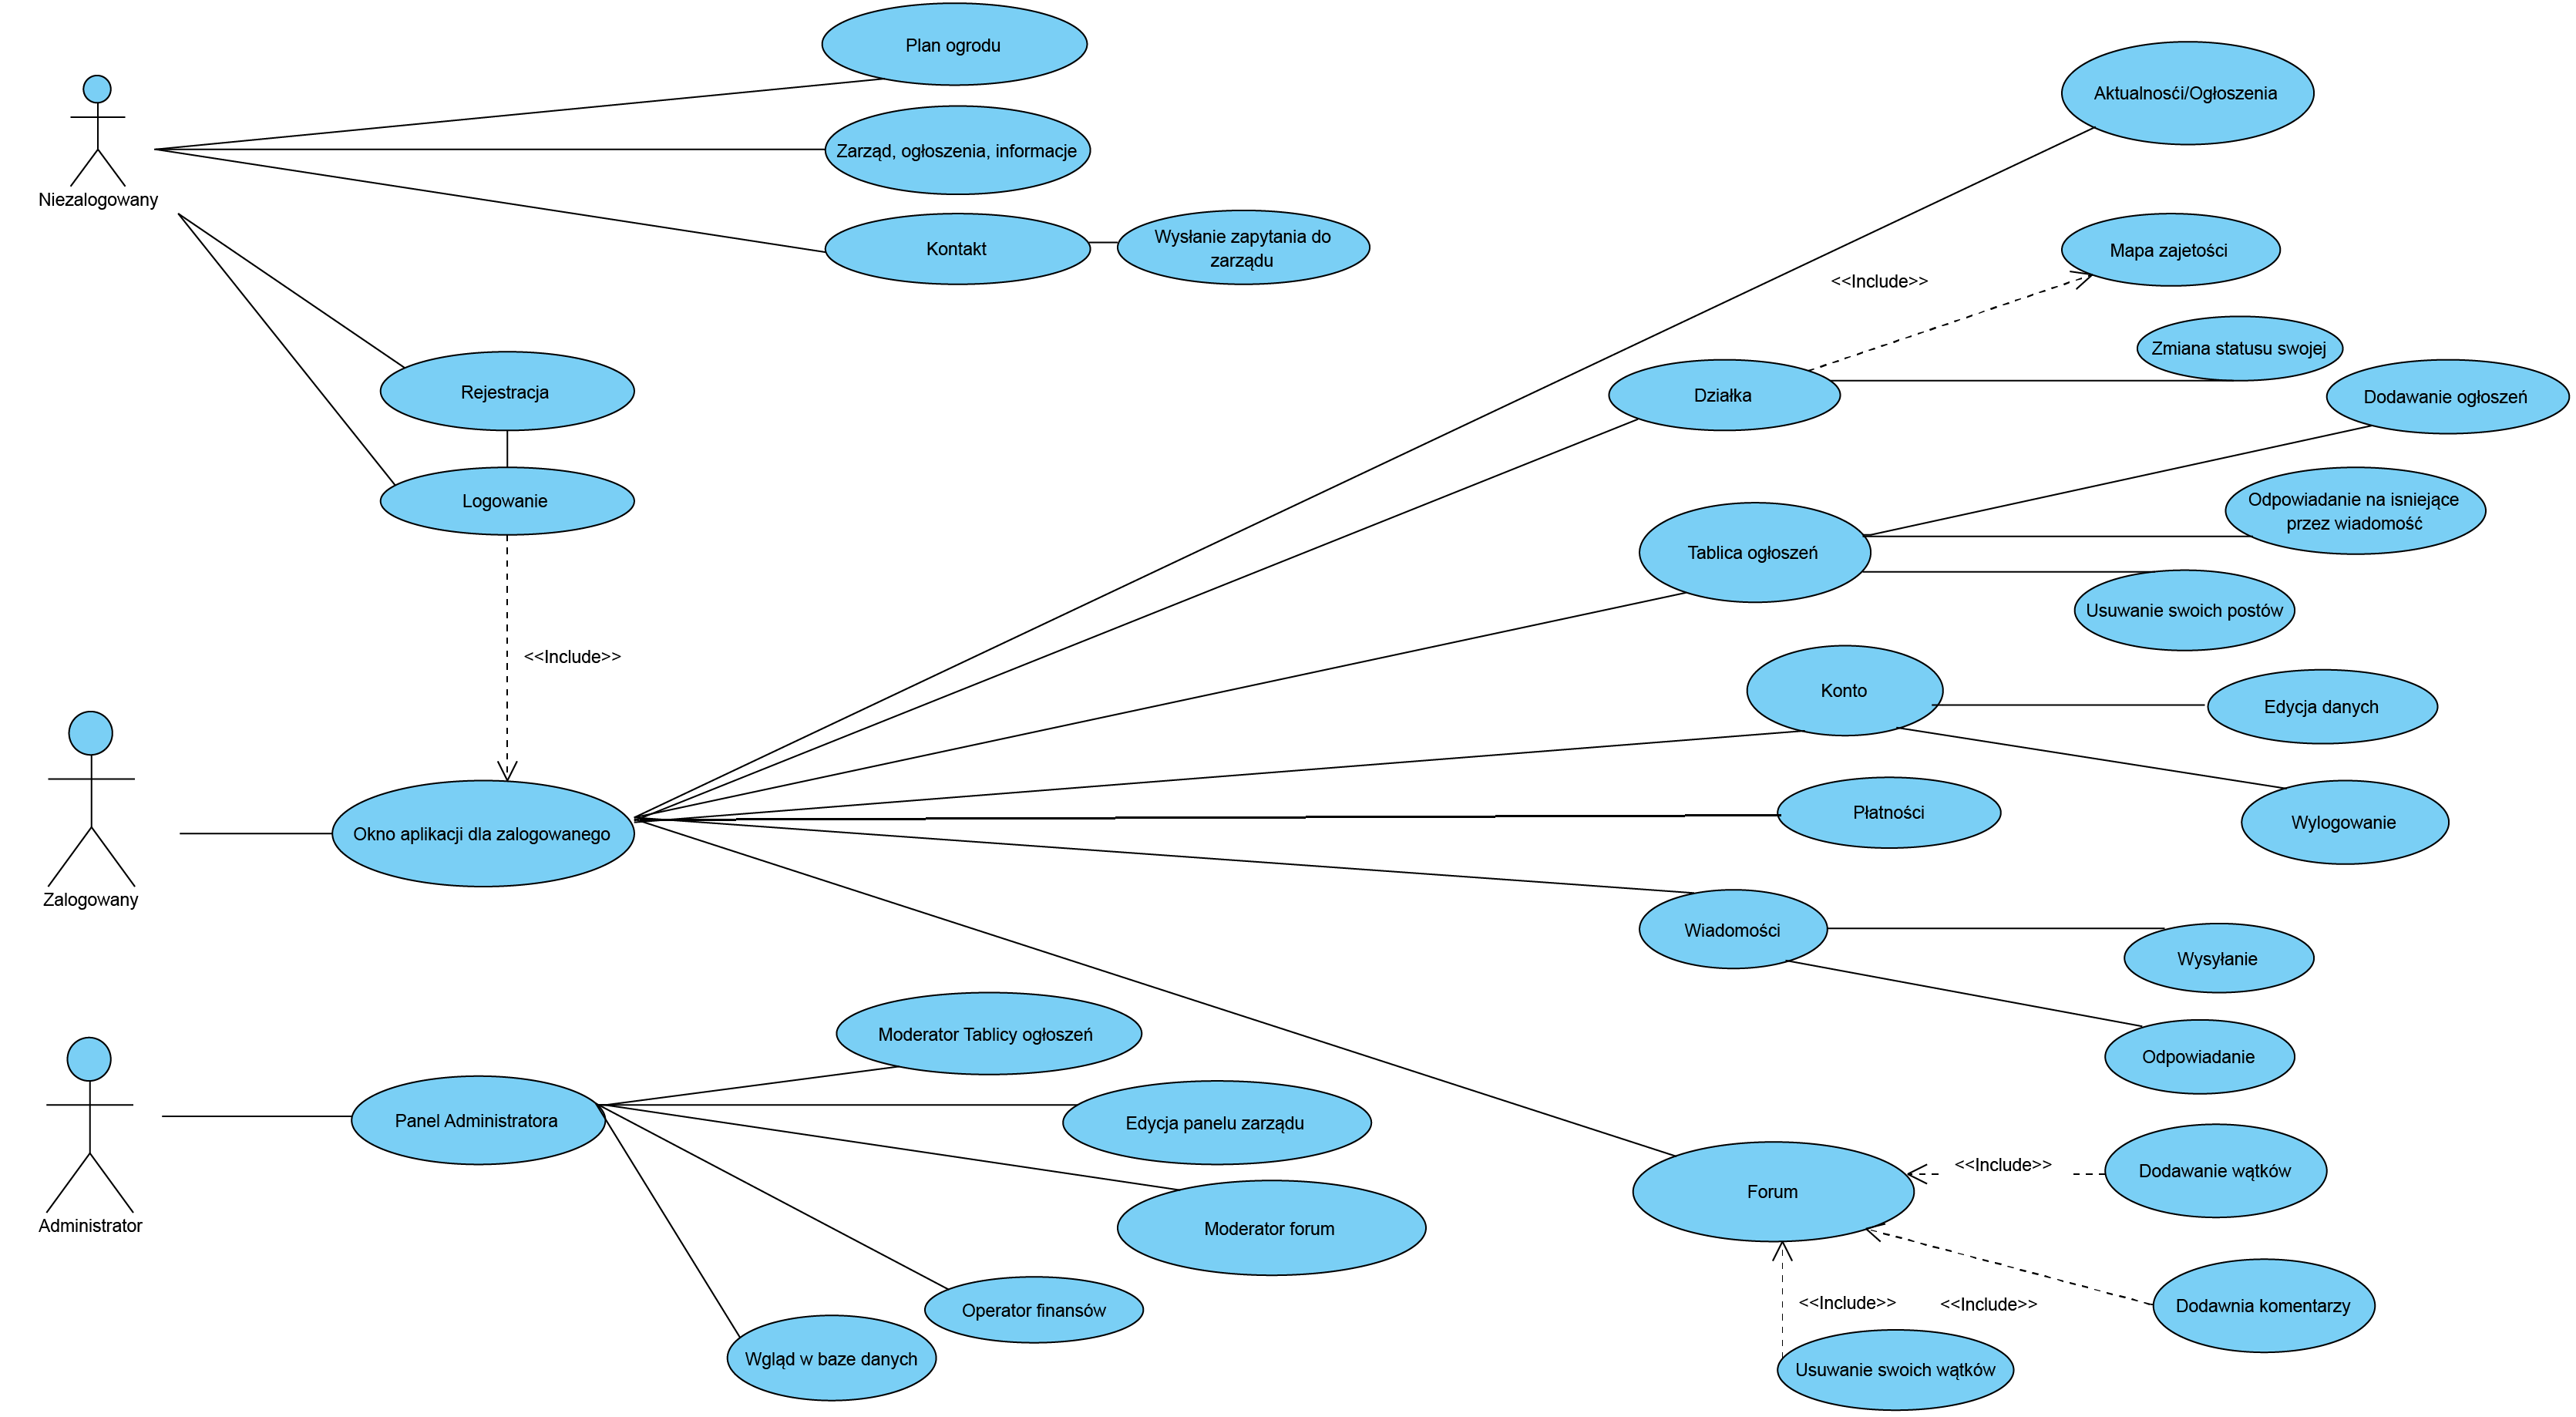 Plan ogrodu
Aktualnosći/Ogłoszenia
Zarząd, ogłoszenia, informacje
Niezalogowany
Kontakt
Wysłanie zapytania do
zarządu
Mapa zajetości
<<Include>>
Zmiana statusu swojej
Działka
Dodawanie ogłoszeń
Rejestracja
Logowanie
Odpowiadanie na isniejące
przez wiadomość
Tablica ogłoszeń
Usuwanie swoich postów
<<Include>>
Konto
Edycja danych
Płatności
Wylogowanie
Okno aplikacji dla zalogowanego
Zalogowany
Wiadomości
Wysyłanie
Odpowiadanie
Moderator Tablicy ogłoszeń
Panel Administratora
Edycja panelu zarządu
Administrator
Moderator forum
Operator finansów
Wgląd w baze danych
<<Include>>
Dodawanie wątków
Forum
<<Include>>
<<Include>>
Dodawnia komentarzy
Usuwanie swoich wątków